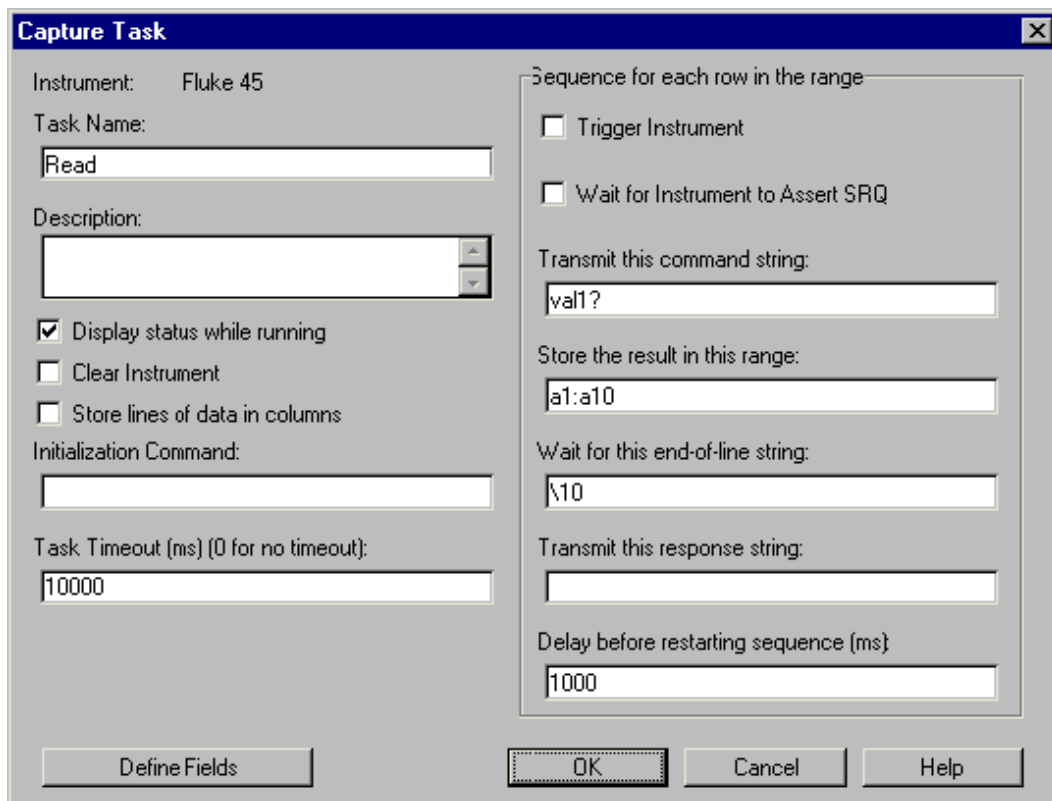 Capture Task
Instrument: Fluke 45
Task Name:
Read
Description:
Display status while running
Clear Instrument
Store lines of data in columns
Initialization Command:
Task Timeout (ms) (0 for no timeout):
10000
Sequence for each row in the range
Trigger Instrument
Wait for Instrument to Assert SRQ
Transmit this command string:
val1?
Store the result in this range:
a1:a10
Wait for this end-of-line string:
\10
Transmit this response string:
Delay before restarting sequence (ms):
1000
Define Fields
OK
Cancel
Help